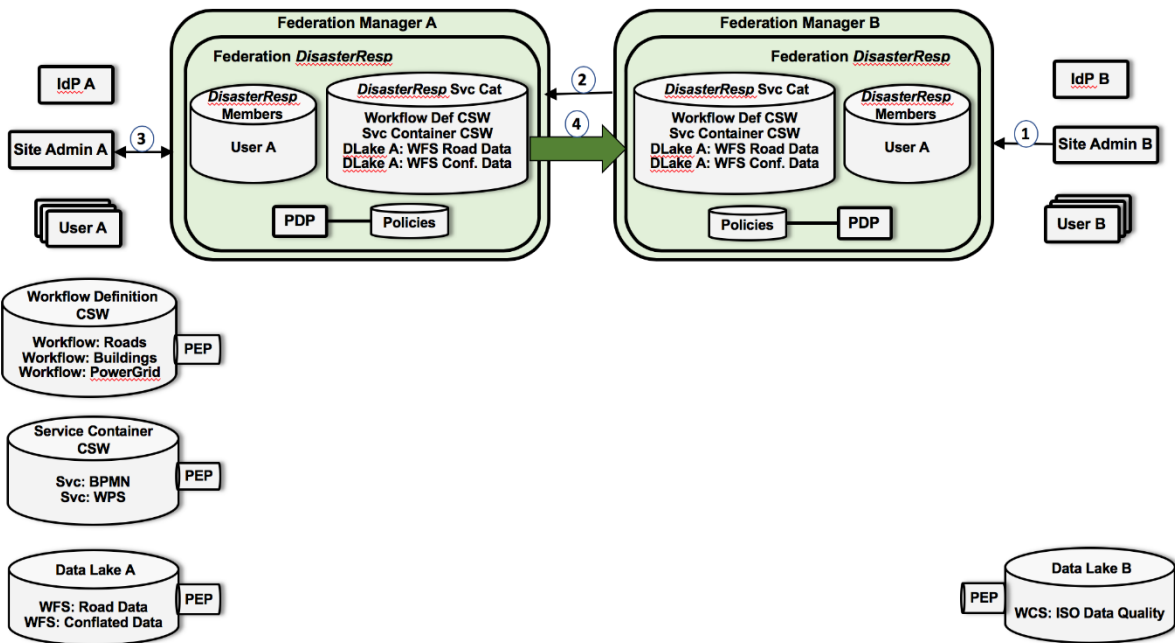 Federation Manager A
Federation DisasterResp
IdP A
Site Admin A
User A
3
DisasterResp
Members
User A
DisasterResp Svc Cat
Workflow Def CSW
Svc Container CSW
DLake A: WFS Road Data
DLake A: WFS Conf. Data
PDP
Policies
2
4
Federation Manager B
Federation DisasterResp
DisasterResp Svc Cat
Workflow Def CSW
Svc Container CSW
DLake A: WFS Road Data
DLake A: WFS Conf. Data
DisasterResp
Members
User A
Policies
PDP
1
IdP B
Site Admin B
User B
Workflow Definition
CSW
Workflow: Roads
Workflow: Buildings
Workflow: PowerGrid
PEP
Service Container
CSW
Svc: BPMN
Svc: WPS
PEP
Data Lake A
WFS: Road Data
WFS: Conflated Data
PEP
PEP
Data Lake B
WCS: ISO Data Quality